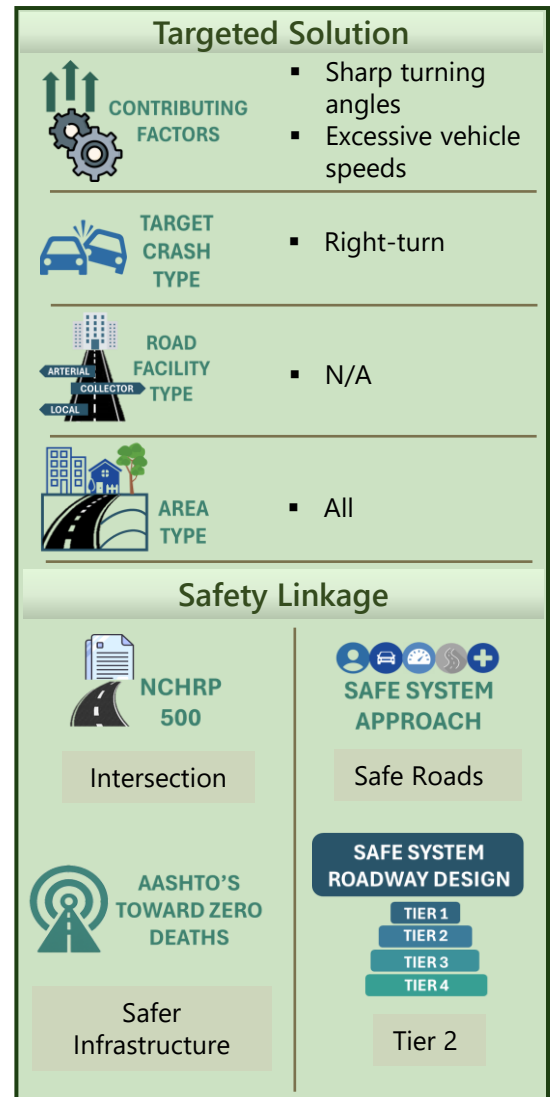 Targeted Solution
CONTRIBUTING
FACTORS
▪ Sharp turning
angles
▪ Excessive vehicle
speeds
TARGET
CRASH
TYPE
▪ Right-turn
ROAD
FACILITY
TYPE
ARTERIAL
COLLECTOR
LOCAL
▪ N/A
AREA
TYPE
▪ All
Safety Linkage
NCHRP
500
Intersection
SAFE SYSTEM
APPROACH
Safe Roads
AASHTO'S
TOWARD ZERO
DEATHS
Safer
Infrastructure
SAFE SYSTEM
ROADWAY DESIGN
TIER 1
TIER 2
TIER 3
TIER 4
Tier 2